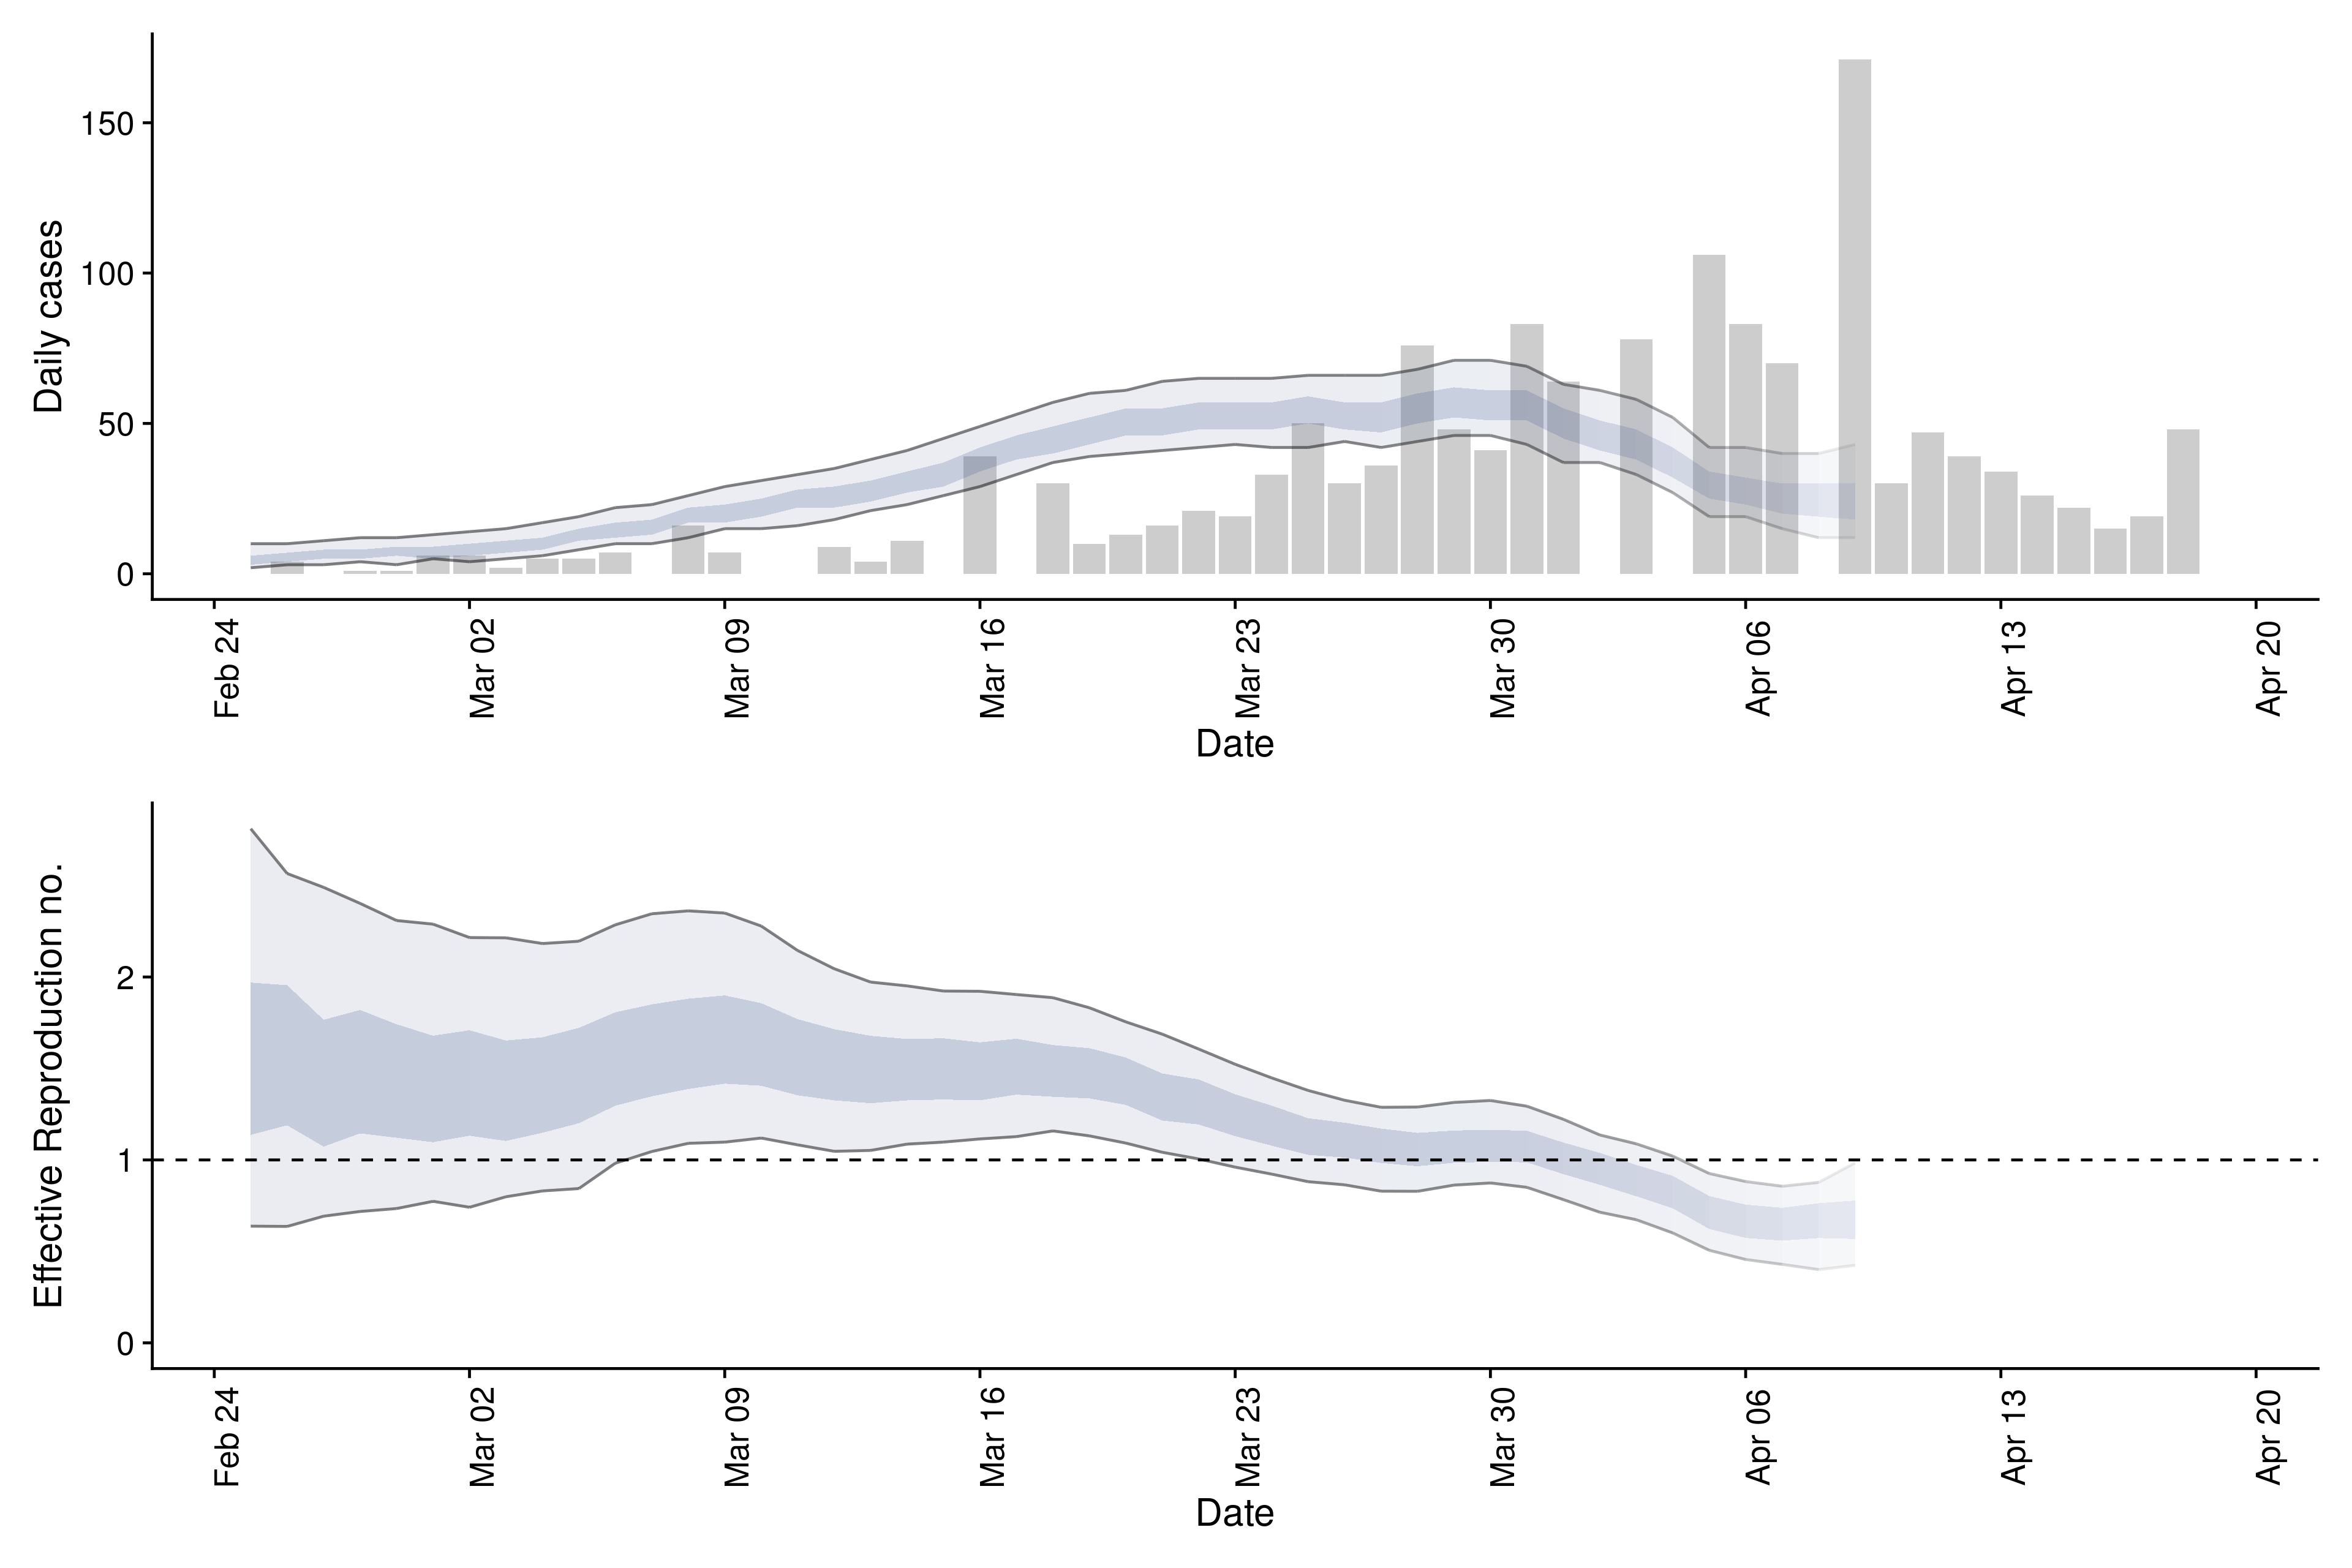 Daily cases
150
100
50
0
Feb 24
Mar 02
Mar 09
Mar 16
Mar 23
Mar 30
Apr 06
Apr 13
Apr 20
Date
Effective Reproduction no.
2
1
0
Feb 24
Mar 02
Mar 09
Mar 16
Mar 23
Mar 30
Apr 06
Apr 13
Apr 20
Date